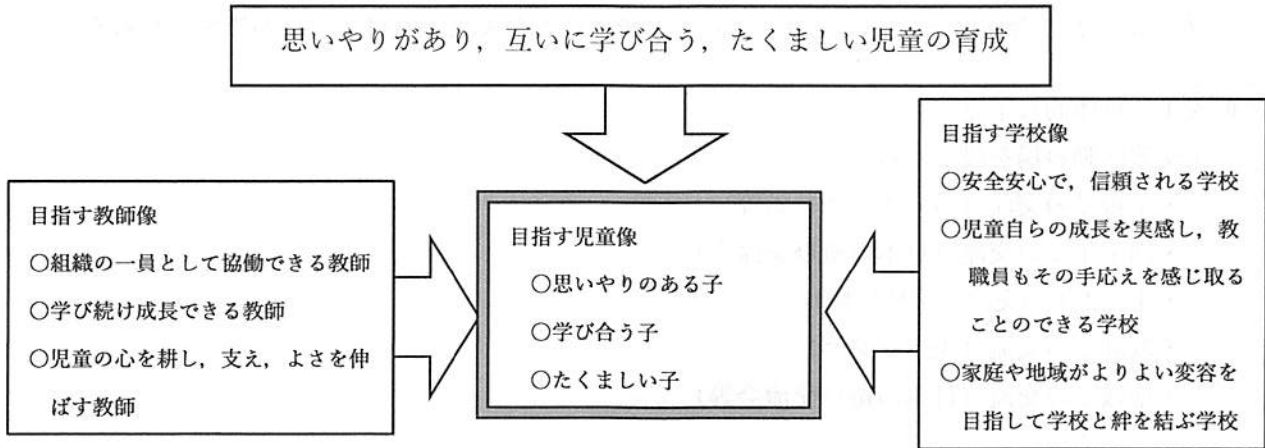 思いやりがあり，互いに学び合う，たくましい児童の育成
目指す教師像
○組織の一員として協働できる教師
○学び続け成長できる教師
○児童の心を耕し，支え，よさを伸
ばす教師
目指す児童像
○思いやりのある子
○学び合う子
○たくましい子
目指す学校像
○安全安心で，信頼される学校
○児童自らの成長を実感し，教
職員もその手応えを感じ取る
ことのできる学校
○家庭や地域がよりよい変容を
目指して学校と絆を結ぶ学校